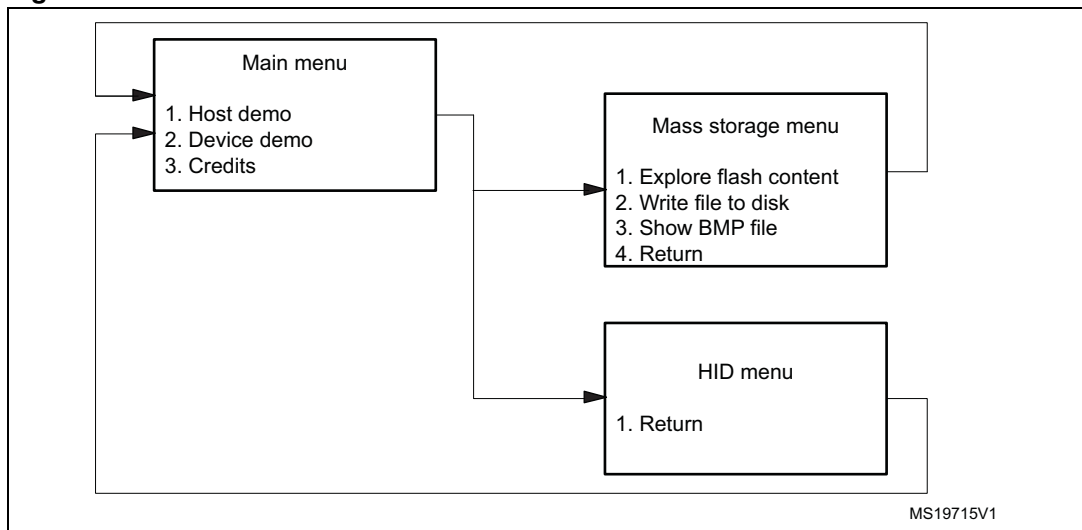 Main menu
1. Host demo
2. Device demo
3. Credits
Mass storage menu
1. Explore flash content
2. Write file to disk
3. Show BMP file
4. Return
HID menu
1. Return
MS19715V1